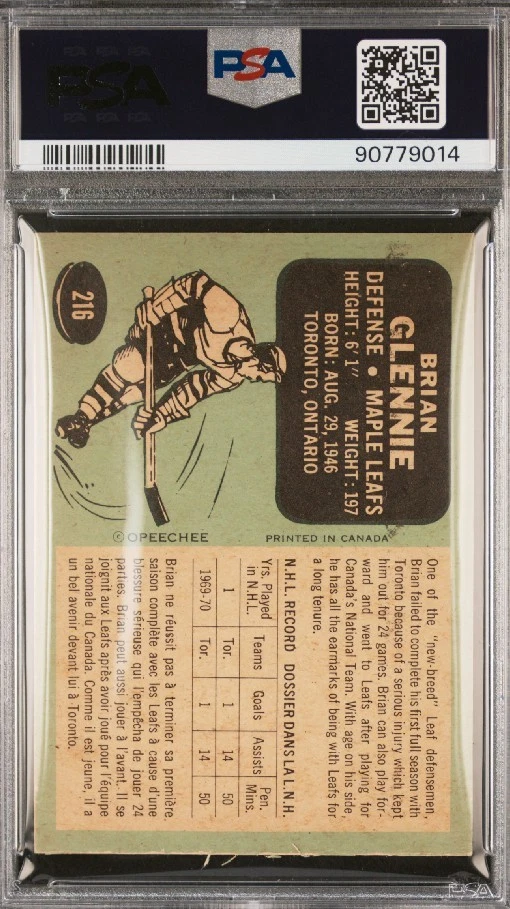 PSA
PSA
90779014
216
BRIAN
GLENNIE
DEFENSE • MAPLE LEAFS
HEIGHT: 6'1" WEIGHT: 197
BORN: AUG. 29, 1946
TORONTO, ONTARIO
© OPEECHEE PRINTED IN CANADA
One of the "new-breed" Leaf defensemen,
Brian failed to complete his first full season with
Toronto because of a serious injury which kept
him out for 24 games. Brian can also play for-
ward and went to Leafs after playing for
Canada's National Team. With age on his side,
he has all the earmarks of being with Leafs for
a long tenure.
N.H.L. RECORD DOSSIER DANS LA L.N.H.
Yrs. Played in N.H.L. Teams Goals Assists Pen. Mins.
1 Tor. 1 14 50
1969-70 Tor. 1 14 50
Brian ne réussit pas à terminer sa première
saison complète avec les Leafs à cause d'une
blessure sérieuse qui l'empêcha de jouer 24
parties. Brian peut aussi jouer à l'avant. Il se
joignit aux Leafs après avoir joué pour l'équipe
nationale du Canada. Comme il est jeune, il a
un bel avenir devant lui à Toronto.
PSA